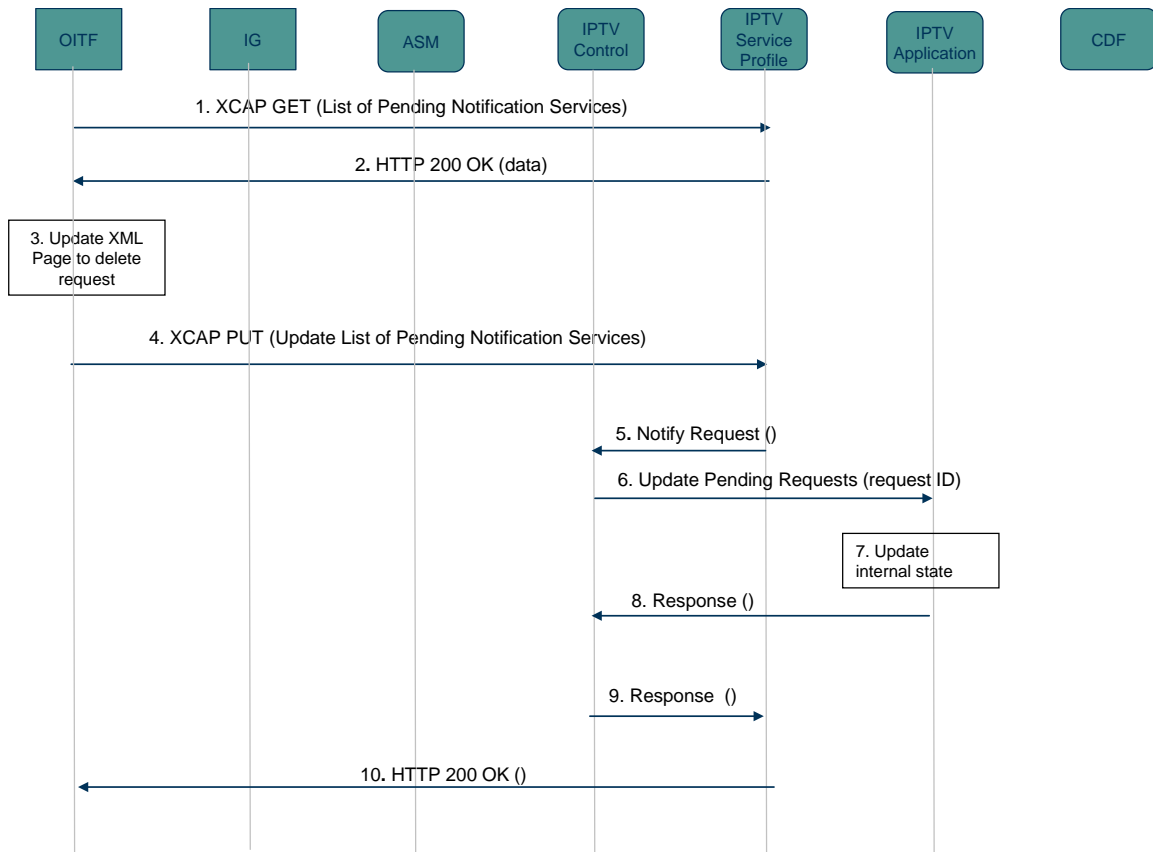 OITF
IG
ASM
IPTV
Control
IPTV
Service
Profile
IPTV
Application
CDF
1. XCAP GET (List of Pending Notification Services)
2. HTTP 200 OK (data)
3. Update XML
Page to delete
request
4. XCAP PUT (Update List of Pending Notification Services)
5. Notify Request ()
6. Update Pending Requests (request ID)
7. Update
internal state
8. Response ()
9. Response  ()
10. HTTP 200 OK ()